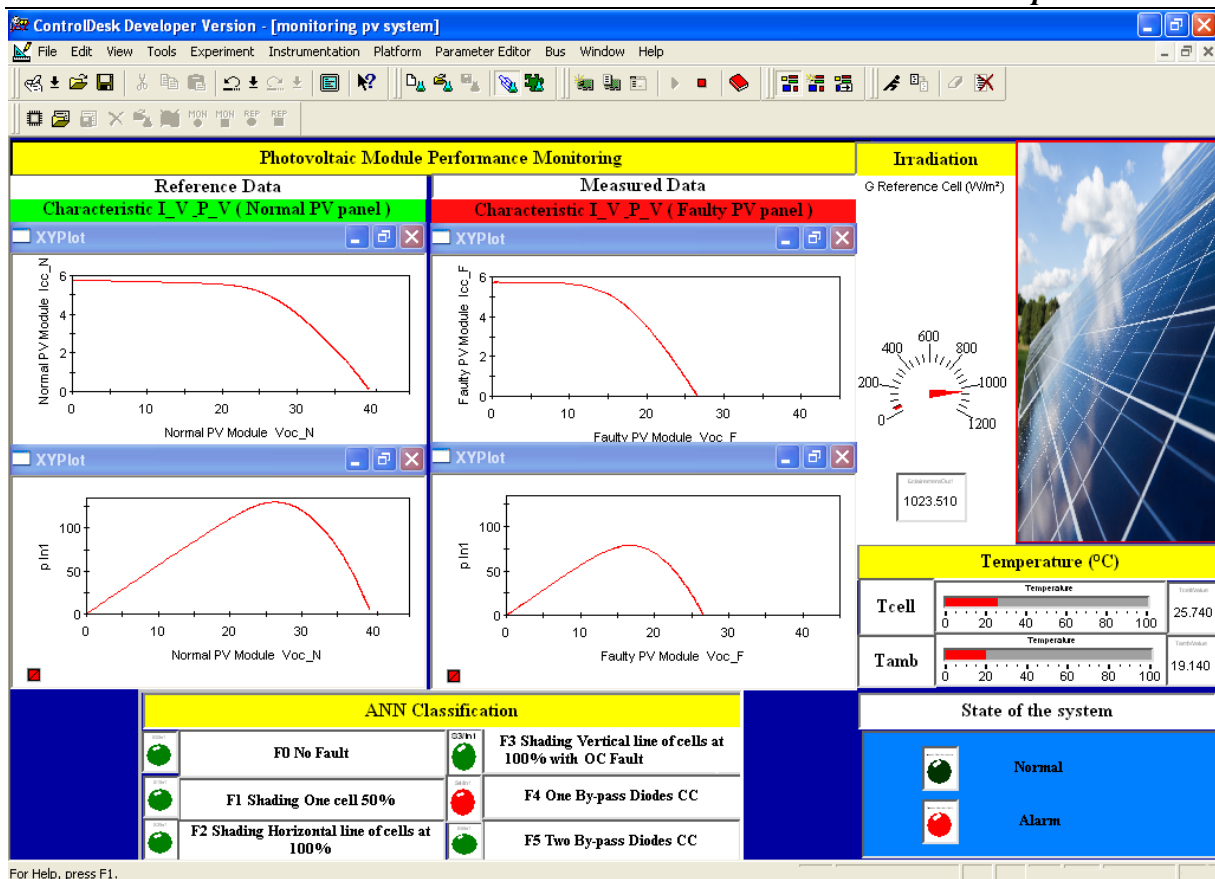 ControlDesk Developer Version - [monitoring pv system]
File Edit View Tools Experiment Instrumentation Platform Parameter Editor Bus Window Help
MON MON REP REP
Photovoltaic Module Performance Monitoring
Irradiation
Reference Data
Measured Data
G Reference Cell (W/m²)
Characteristic I_V_P_V ( Normal PV panel )
Characteristic I_V_P_V ( Faulty PV panel )
XYPlot
XYPlot
Normal PV Module Icc_N
6
4
2
0
0 10 20 30 40
Normal PV Module Voc_N
Faulty PV Module Icc_F
6
4
2
0
0 10 20 30 40
Faulty PV Module Voc_F
0 200 400 600 800 1000 1200
1023.510
XYPlot
XYPlot
p In1
100
50
0
0 10 20 30 40
Normal PV Module Voc_N
p In1
100
50
0
0 10 20 30 40
Faulty PV Module Voc_F
Temperature (°C)
Tcell
Temperature
0 20 40 60 80 100
25.740
Tamb
Temperature
0 20 40 60 80 100
19.140
ANN Classification
F0 No Fault
F1 Shading One cell 50%
F2 Shading Horizontal line of cells at
100%
F3 Shading Vertical line of cells at
100% with OC Fault
F4 One By-pass Diodes CC
F5 Two By-pass Diodes CC
State of the system
Normal
Alarm
For Help, press F1.